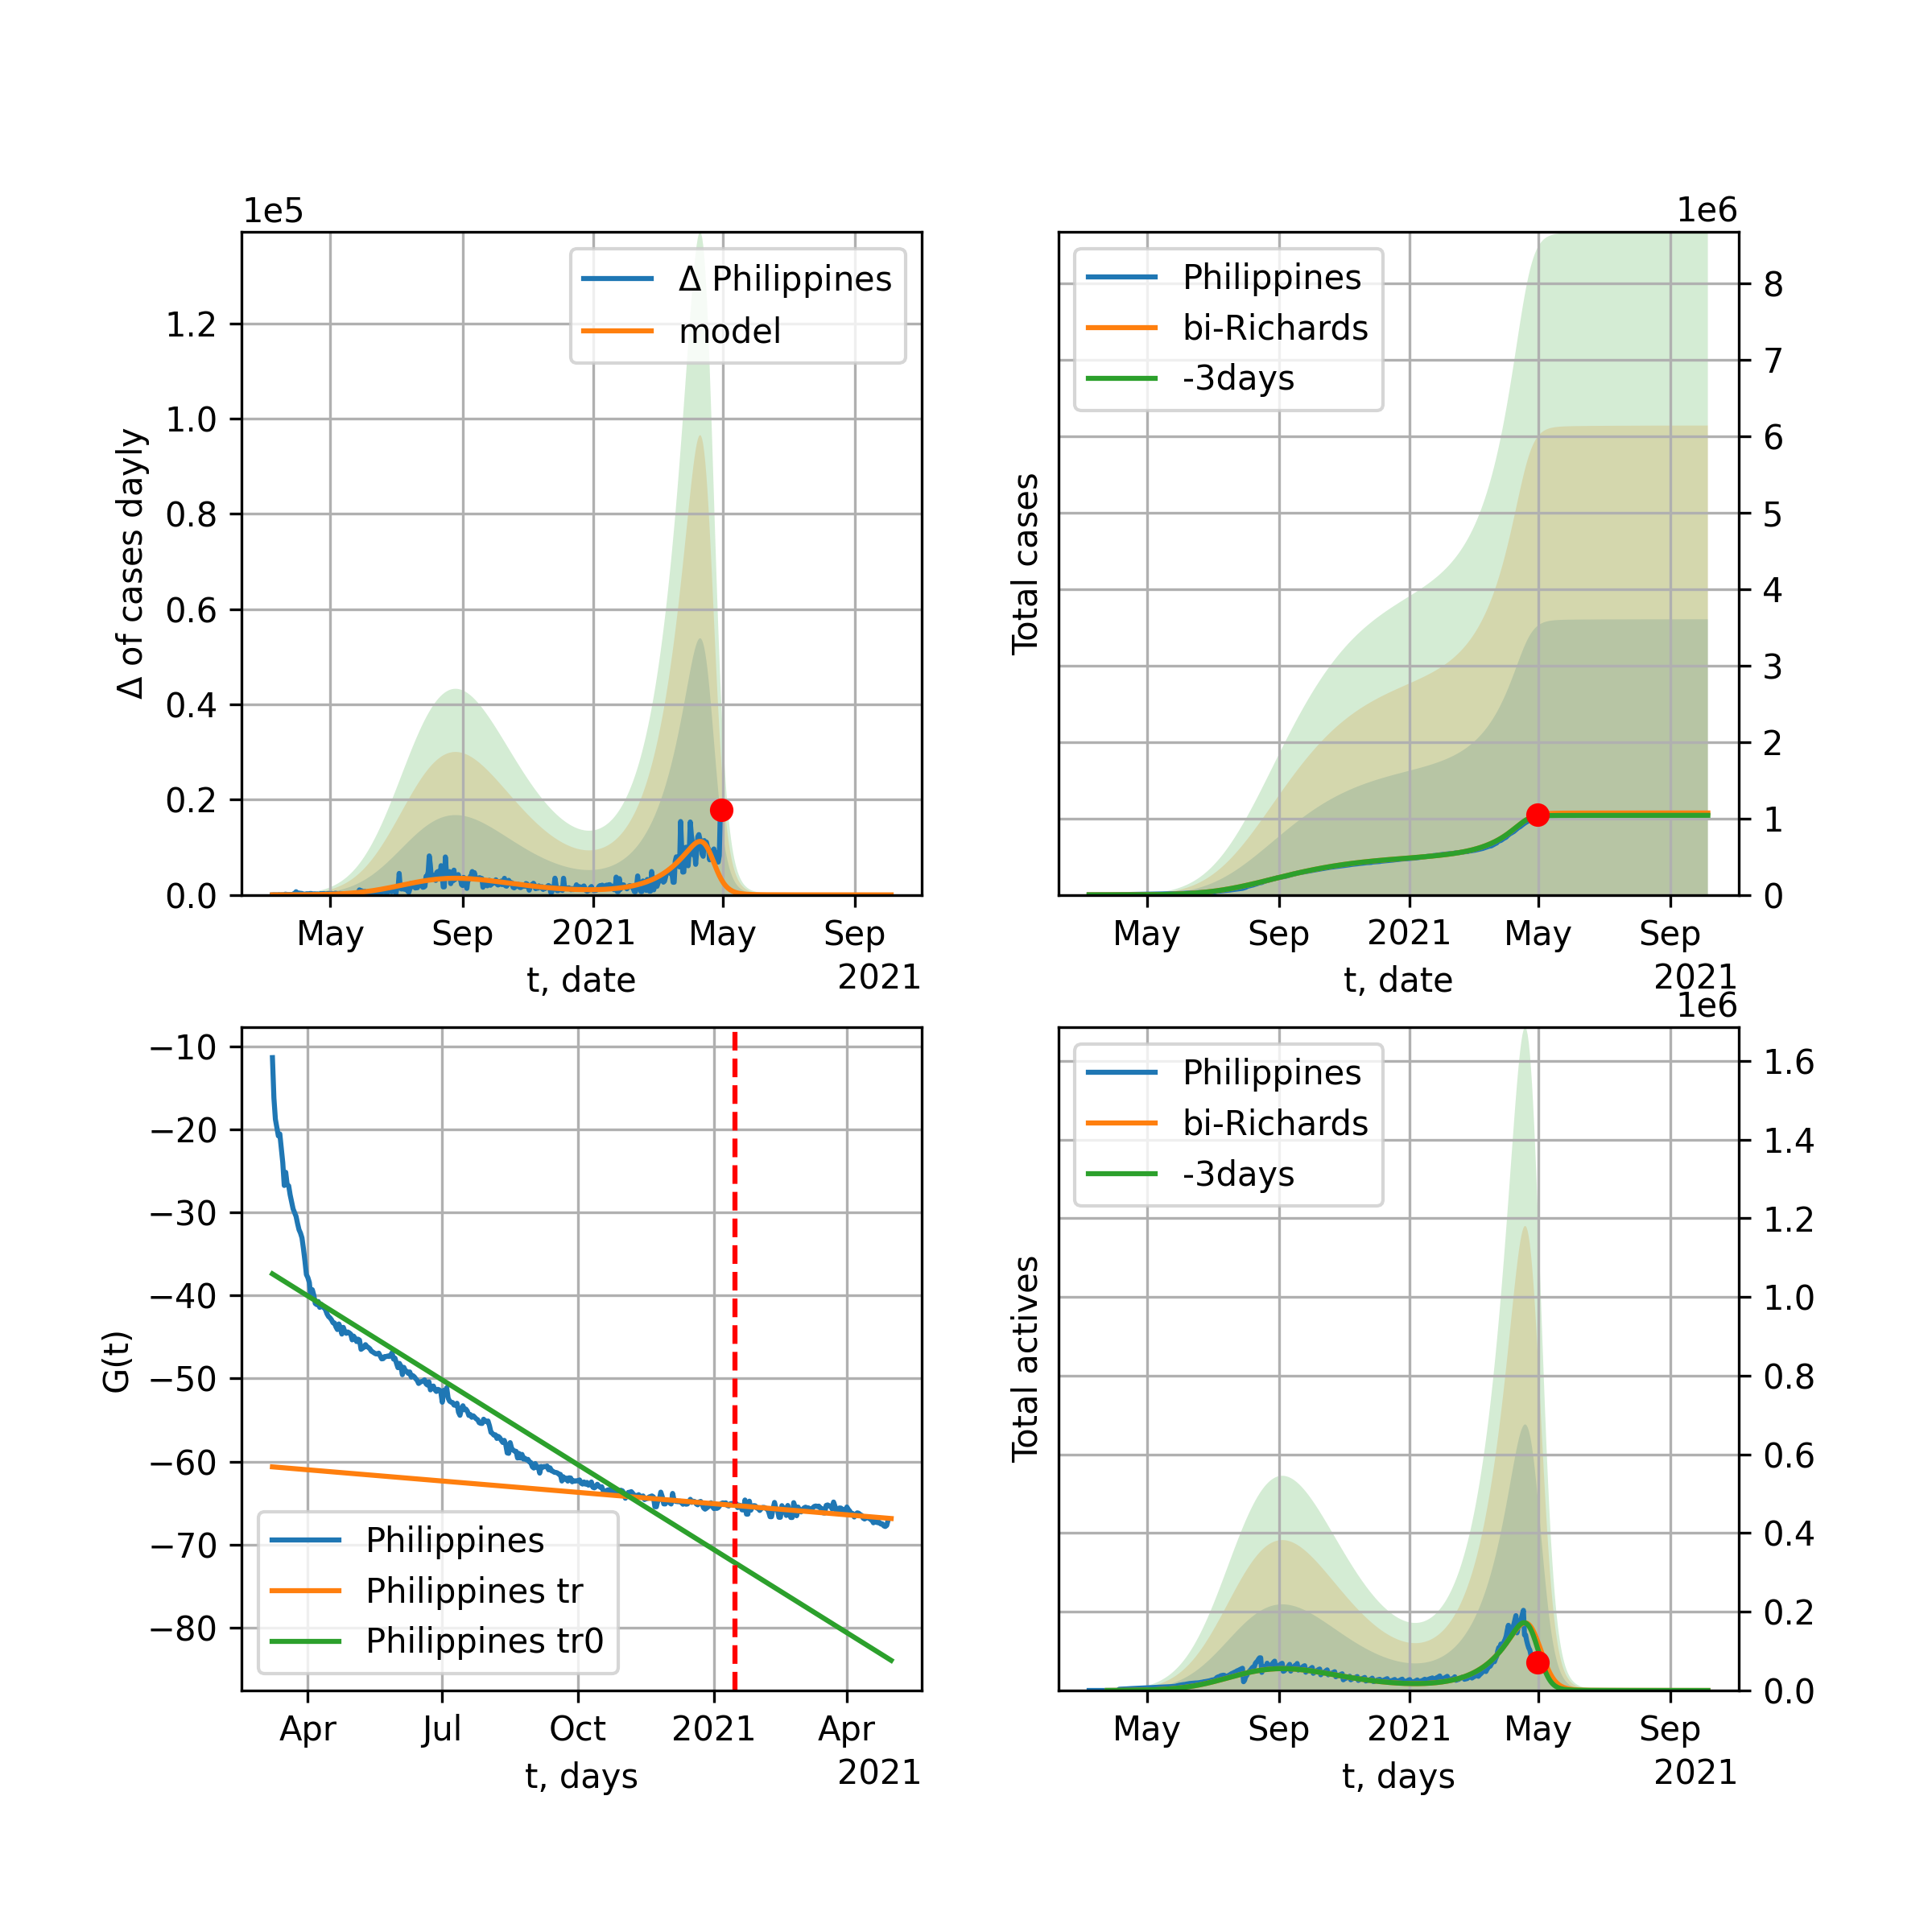 1e5
Δ Philippines
model
1.2
1.0
0.8
0.6
0.4
0.2
0.0
Δ of cases dayly
May Sep 2021 May Sep
t, date
2021
1e6
Philippines
bi-Richards
-3days
8
7
6
5
4
3
2
1
0
Total cases
May Sep 2021 May Sep
t, date
2021
−10
−20
−30
−40
−50
−60
−70
−80
G(t)
Philippines
Philippines tr
Philippines tr0
Apr Jul Oct 2021 Apr
t, days
2021
1e6
Philippines
bi-Richards
-3days
1.6
1.4
1.2
1.0
0.8
0.6
0.4
0.2
0.0
Total actives
May Sep 2021 May Sep
t, days
2021